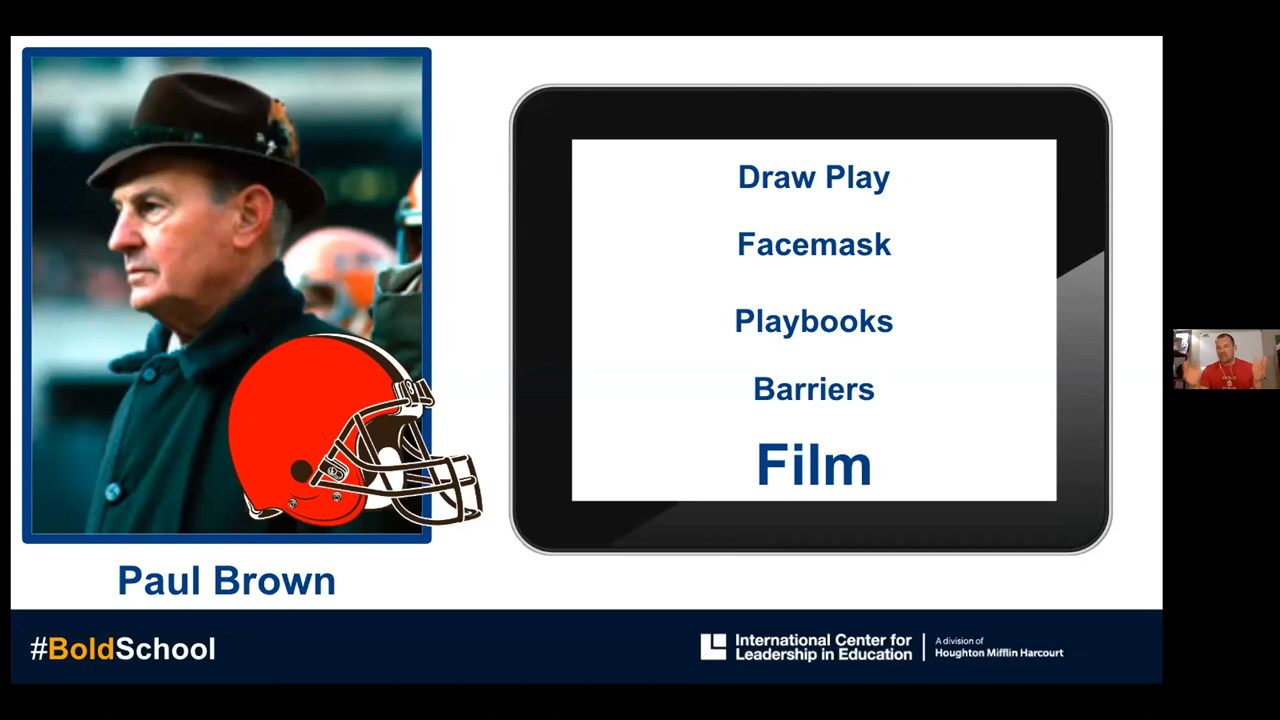 Draw Play
Facemask
Playbooks
Barriers
Film
Paul Brown
#BoldSchool
International Center for
Leadership in Education
A division of
Houghton Mifflin Harcourt